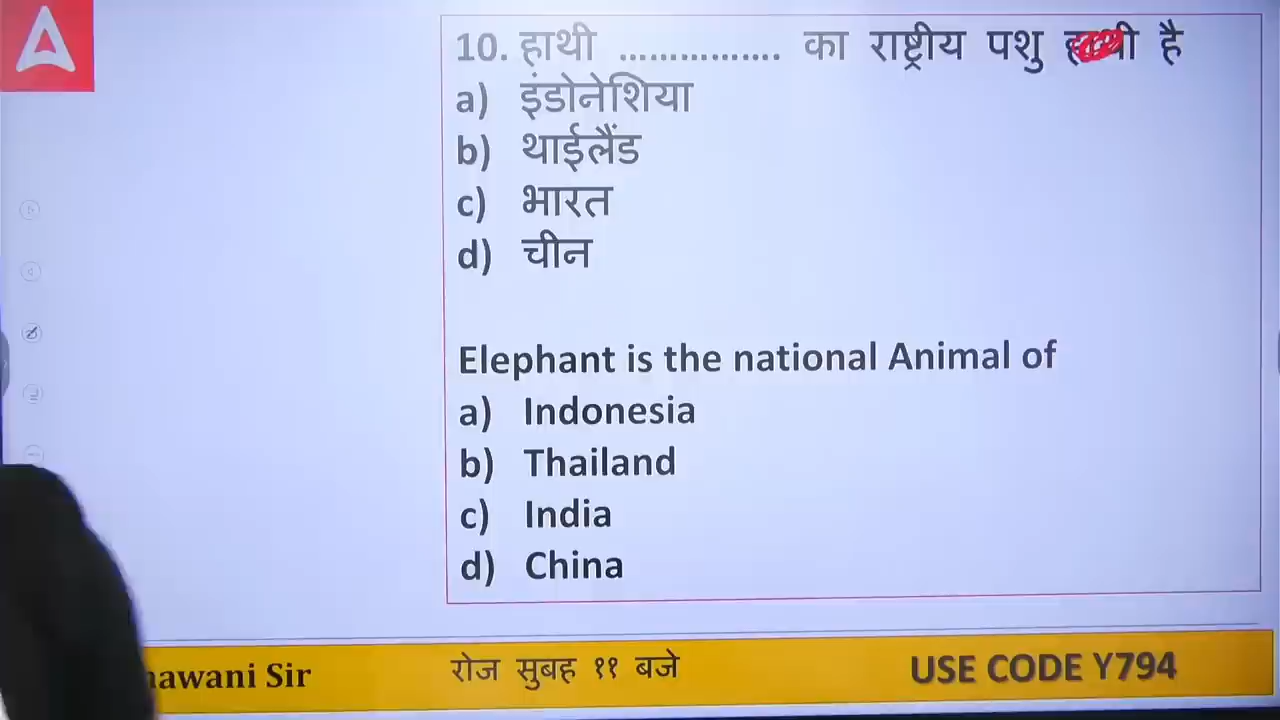 10. हाथी ............... का राष्ट्रीय पशु है
a) इंडोनेशिया
b) थाईलैंड
c) भारत
d) चीन
Elephant is the national Animal of
a) Indonesia
b) Thailand
c) India
d) China
Sir
रोज सुबह ११ बजे
USE CODE Y794